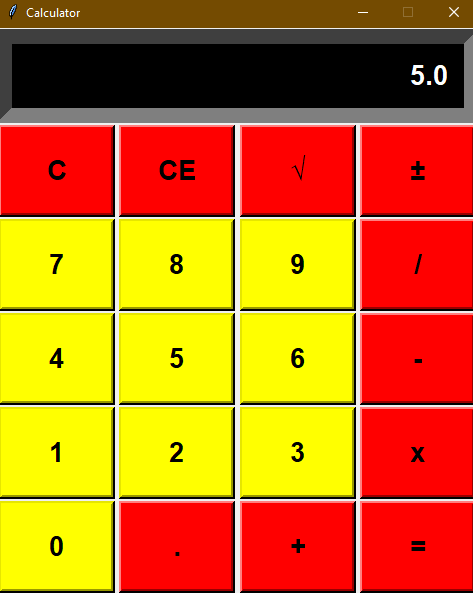 Calculator
5.0
C CE √ ±
7 8 9 /
4 5 6 -
1 2 3 x
0 . + =